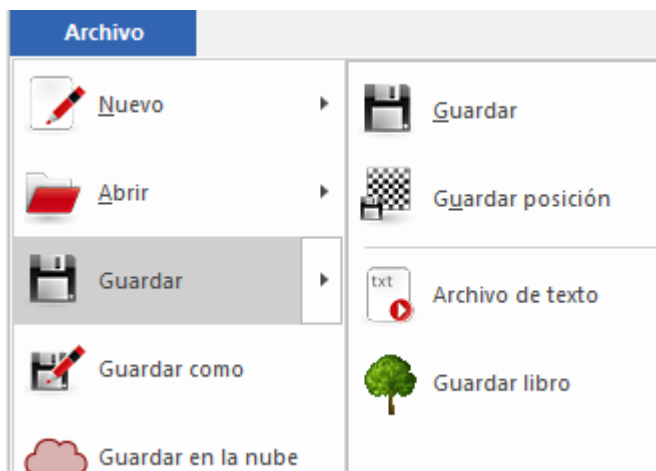 Archivo
Nuevo
Abrir
Guardar
Guardar como
Guardar en la nube
Guardar
Guardar posición
txt
Archivo de texto
Guardar libro